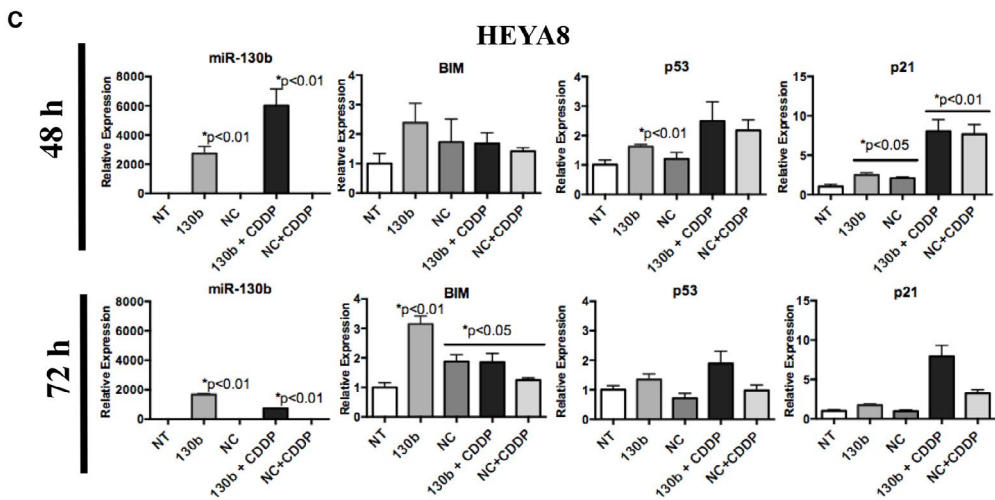 C
HEYA8
48 h
miR-130b
Relative Expression
8000
6000
4000
2000
0
*p<0.01
*p<0.01
NT
130b
NC
130b + CDDP
NC+CDDP
BIM
Relative Expression
4
3
2
1
0
NT
130b
NC
130b + CDDP
NC+CDDP
p53
Relative Expression
4
3
2
1
0
*p<0.01
NT
130b
NC
130b + CDDP
NC+CDDP
p21
Relative Expression
15
10
5
0
*p<0.05
*p<0.01
NT
130b
NC
130b + CDDP
NC+CDDP
72 h
miR-130b
Relative Expression
8000
6000
4000
2000
0
*p<0.01
*p<0.01
NT
130b
NC
130b + CDDP
NC+CDDP
BIM
Relative Expression
4
3
2
1
0
*p<0.01
*p<0.05
NT
130b
NC
130b + CDDP
NC+CDDP
p53
Relative Expression
4
3
2
1
0
NT
130b
NC
130b + CDDP
NC+CDDP
p21
Relative Expression
15
10
5
0
NT
130b
NC
130b + CDDP
NC+CDDP